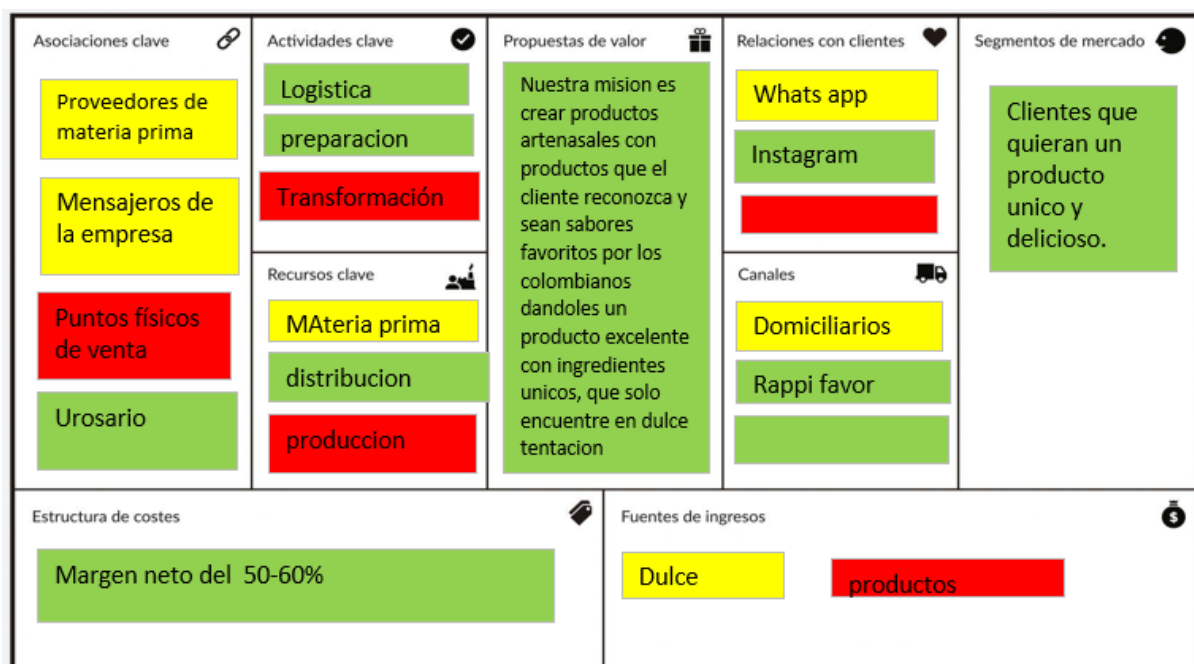 Asociaciones clave
Proveedores de
materia prima
Mensajeros de
la empresa
Puntos físicos
de venta
Urosario
Actividades clave
Logistica
preparacion
Transformación
Recursos clave
MAteria prima
distribucion
produccion
Propuestas de valor
Nuestra mision es
crear productos
artenasales con
productos que el
cliente reconozca y
sean sabores
favoritos por los
colombianos
dandoles un
producto excelente
con ingredientes
unicos, que solo
encuentre en dulce
tentacion
Relaciones con clientes
Whats app
Instagram
Canales
Domiciliarios
Rappi favor
Segmentos de mercado
Clientes que
quieran un
producto
unico y
delicioso.
Estructura de costes
Margen neto del 50-60%
Fuentes de ingresos
Dulce
productos